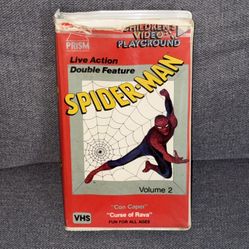 PRISM
CHILDREN'S
VIDEO
PLAYGROUND
Live Action
Double Feature
SPIDER-MAN
Volume 2
"Con Caper"
"Curse of Rava"
VHS
FUN FOR ALL AGES